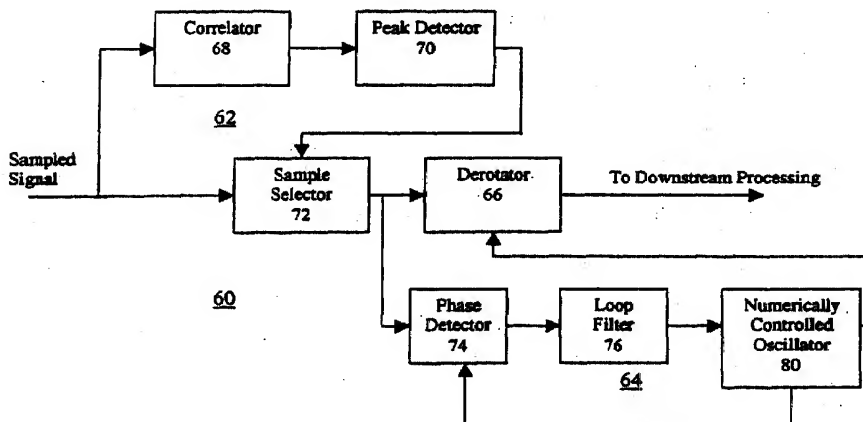 Correlator
68
Peak Detector
70
62
Sampled
Signal
Sample
Selector
72
Derotator
66
To Downstream Processing
60
Phase
Detector
74
Loop
Filter
76
Numerically
Controlled
Oscillator
80
64